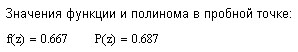 Значения функции и полинома в пробной точке:
f(z) = 0.667 P(z) = 0.687